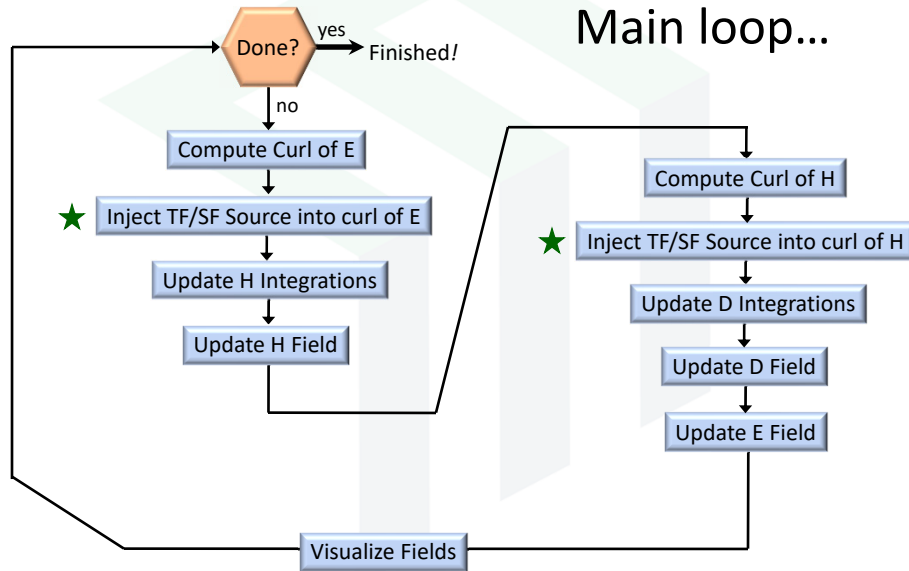 Main loop...
Done?
yes
Finished!
no
Compute Curl of E
Inject TF/SF Source into curl of E
Update H Integrations
Update H Field
Compute Curl of H
Inject TF/SF Source into curl of H
Update D Integrations
Update D Field
Update E Field
Visualize Fields